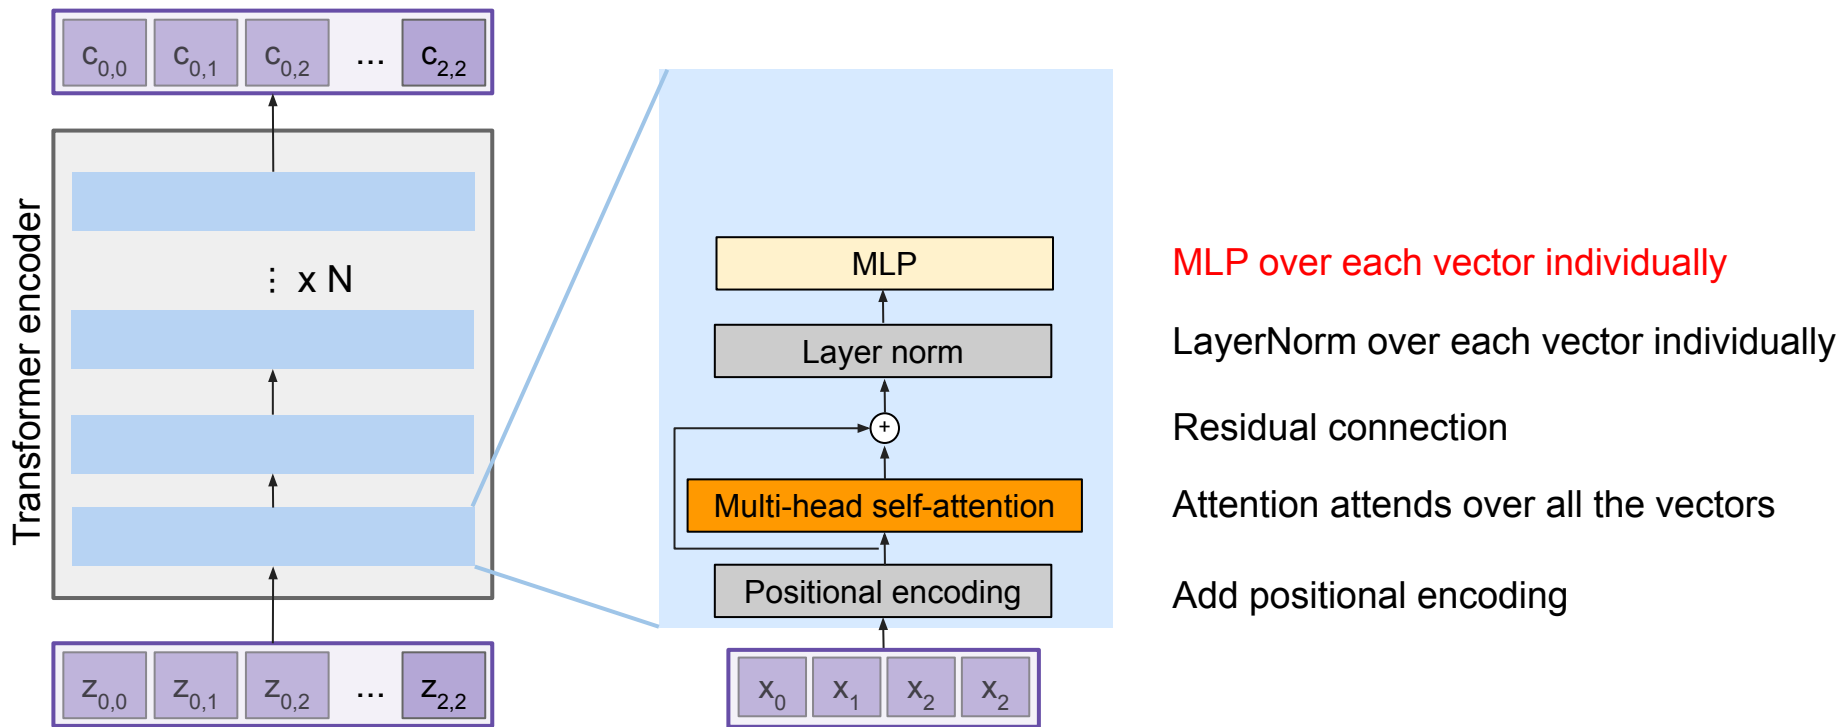 c0,0 c0,1 c0,2 ... c2,2
Transformer encoder
⋮ x N
z0,0 z0,1 z0,2 ... z2,2
MLP
Layer norm
+
Multi-head self-attention
Positional encoding
x0 x1 x2 x2
MLP over each vector individually
LayerNorm over each vector individually
Residual connection
Attention attends over all the vectors
Add positional encoding